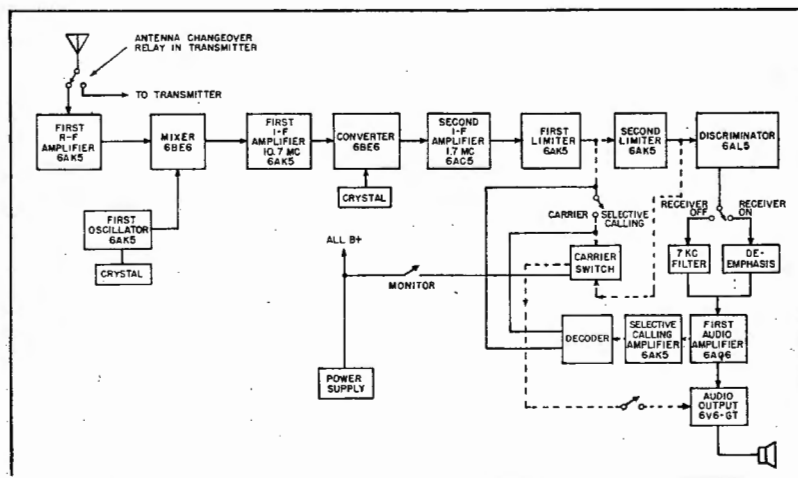 ANTENNA CHANGEOVER
RELAY IN TRANSMITTER
TO TRANSMITTER
FIRST
R-F
AMPLIFIER
6AK5
MIXER
6BE6
FIRST
I-F
AMPLIFIER
10.7 MC
6AK5
CONVERTER
6BE6
SECOND
I-F
AMPLIFIER
1.7 MC
6AC5
FIRST
LIMITER
6AK5
SECOND
LIMITER
6AK5
DISCRIMINATOR
6AL5
FIRST
OSCILLATOR
6AK5
CRYSTAL
CRYSTAL
CARRIER
SELECTIVE
CALLING
RECEIVER
OFF
RECEIVER
ON
ALL B+
MONITOR
CARRIER
SWITCH
7 KC
FILTER
DE-
EMPHASIS
POWER
SUPPLY
DECODER
SELECTIVE
CALLING
AMPLIFIER
6AK5
FIRST
AUDIO
AMPLIFIER
6AQ6
AUDIO
OUTPUT
6V6-GT